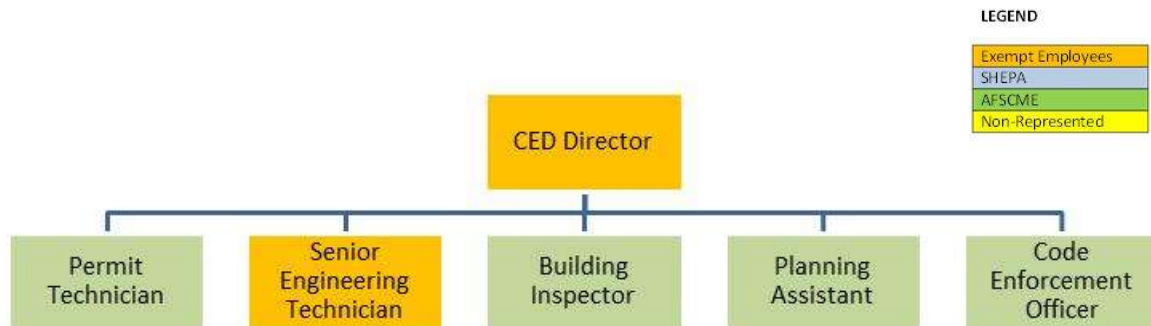 LEGEND
Exempt Employees
SHEPA
AFSCME
Non-Represented
CED Director
Permit
Technician
Senior
Engineering
Technician
Building
Inspector
Planning
Assistant
Code
Enforcement
Officer